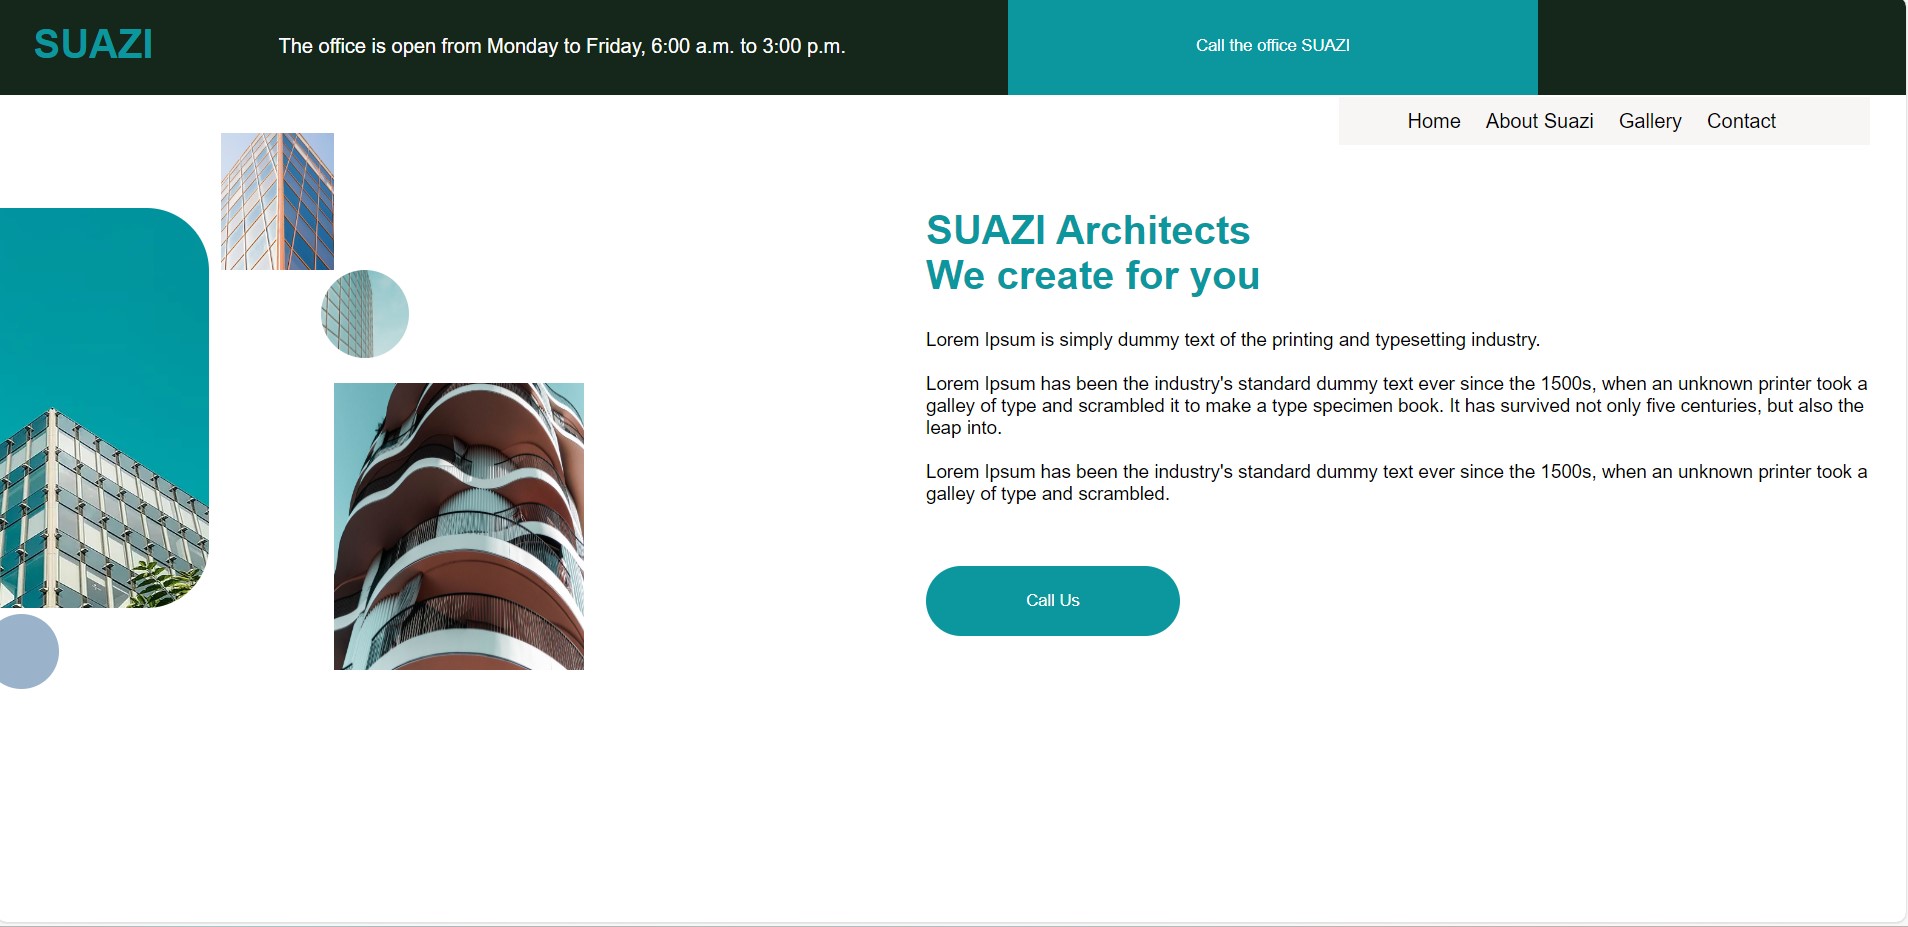 SUAZI
The office is open from Monday to Friday, 6:00 a.m. to 3:00 p.m.
Call the office SUAZI
Home
About Suazi
Gallery
Contact
SUAZI Architects
We create for you
Lorem Ipsum is simply dummy text of the printing and typesetting industry.
Lorem Ipsum has been the industry's standard dummy text ever since the 1500s, when an unknown printer took a
galley of type and scrambled it to make a type specimen book. It has survived not only five centuries, but also the
leap into.
Lorem Ipsum has been the industry's standard dummy text ever since the 1500s, when an unknown printer took a
galley of type and scrambled.
Call Us